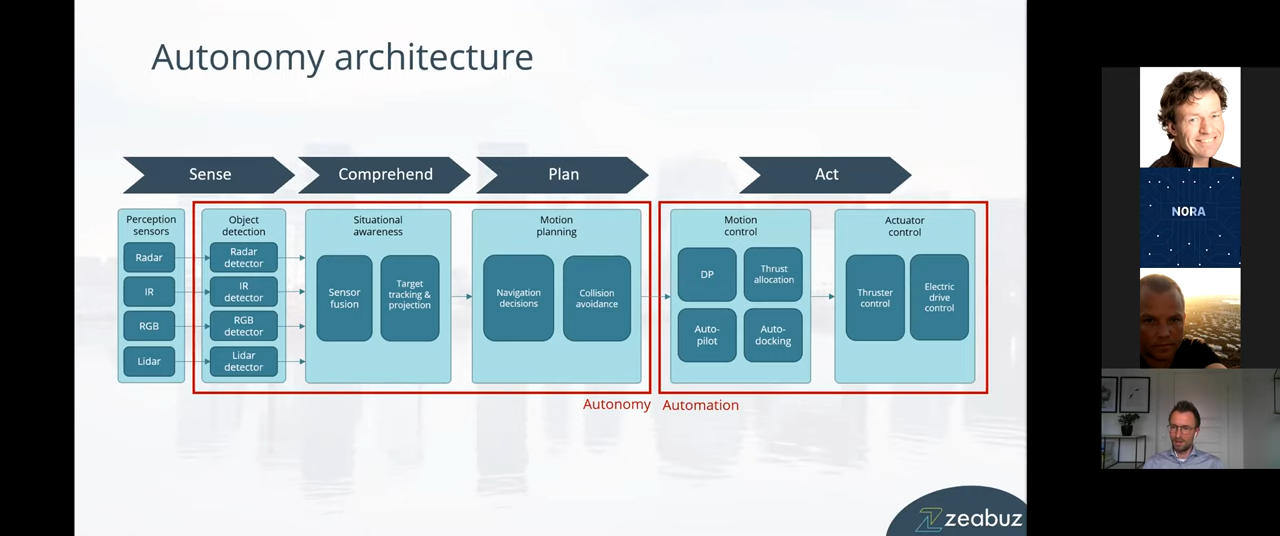 Autonomy architecture
Sense
Comprehend
Plan
Act
Perception
sensors
Radar
IR
RGB
Lidar
Object
detection
Radar
detector
IR
detector
RGB
detector
Lidar
detector
Situational
awareness
Sensor
fusion
Target
tracking &
projection
Motion
planning
Navigation
decisions
Collision
avoidance
Motion
control
DP
Thrust
allocation
Auto-
pilot
Auto-
docking
Actuator
control
Thruster
control
Electric
drive
control
Autonomy
Automation
zeabuz
NORA